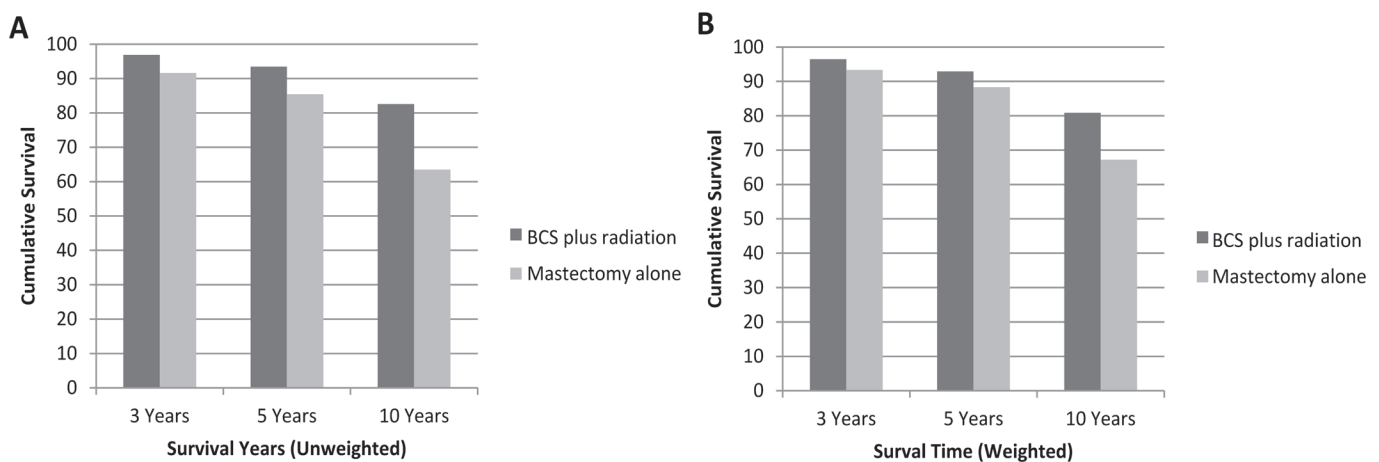 A
100
90
80
70
60
50
40
30
20
10
0
Cumulative Survival
3 Years 5 Years 10 Years
Survival Years (Unweighted)
BCS plus radiation
Mastectomy alone
B
100
90
80
70
60
50
40
30
20
10
0
Cumulative Survival
3 Years 5 Years 10 Years
Surval Time (Weighted)
BCS plus radiation
Mastectomy alone